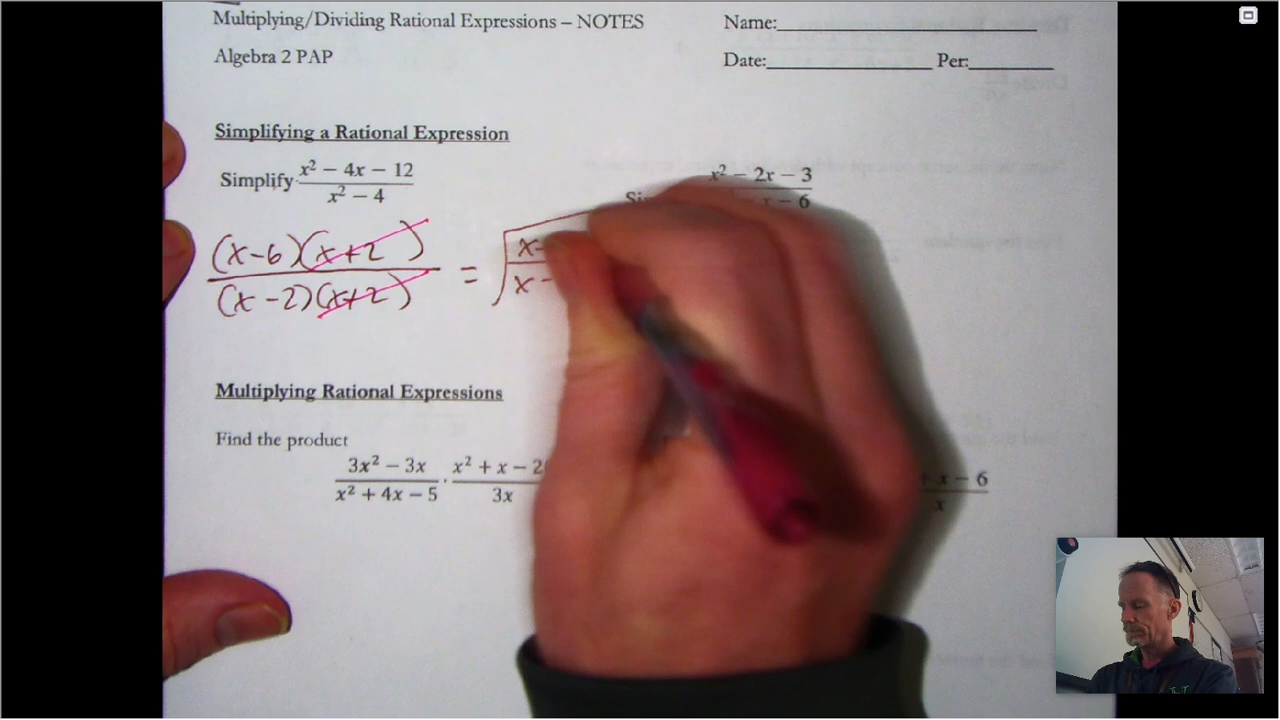 Multiplying/Dividing Rational Expressions – NOTES Name:
Algebra 2 PAP Date: Per:
Simplifying a Rational Expression
Simplify x² − 4x − 12 / x² − 4
x² − 2x − 3 / x − 6
(x-6)(x+2) / (x-2)(x+2) = x- / x-
Multiplying Rational Expressions
Find the product
3x² − 3x / x² + 4x − 5 · x² + x − 2 / 3x
+ x − 6 / x